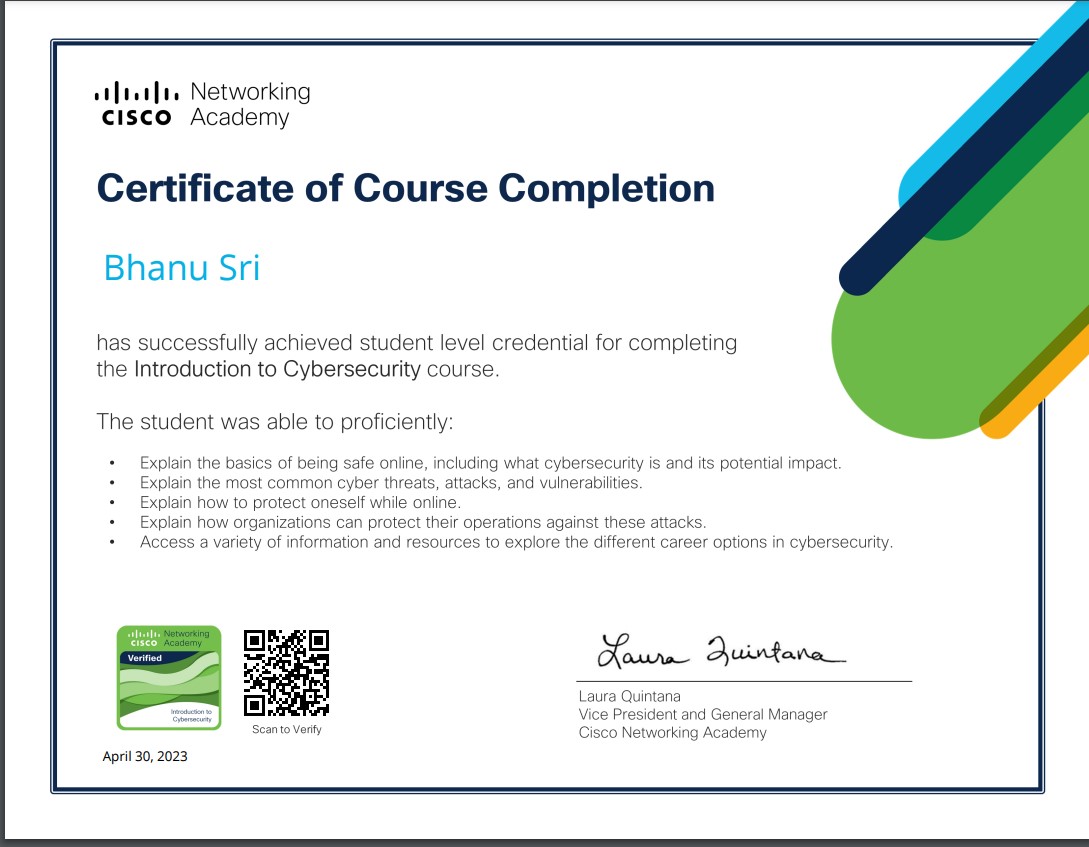 CISCO Networking Academy
Certificate of Course Completion
Bhanu Sri
has successfully achieved student level credential for completing
the Introduction to Cybersecurity course.
The student was able to proficiently:
• Explain the basics of being safe online, including what cybersecurity is and its potential impact.
• Explain the most common cyber threats, attacks, and vulnerabilities.
• Explain how to protect oneself while online.
• Explain how organizations can protect their operations against these attacks.
• Access a variety of information and resources to explore the different career options in cybersecurity.
CISCO Networking Academy
Verified
Introduction to
Cybersecurity
Scan to Verify
April 30, 2023
Laura Quintana
Laura Quintana
Vice President and General Manager
Cisco Networking Academy